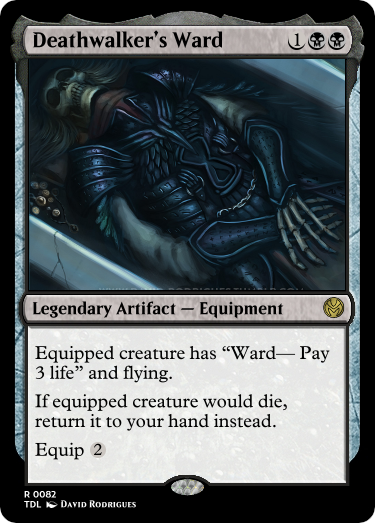 Deathwalker's Ward 1
Legendary Artifact — Equipment
Equipped creature has “Ward— Pay
3 life” and flying.
If equipped creature would die,
return it to your hand instead.
Equip 2
R 0082
TDL David Rodrigues